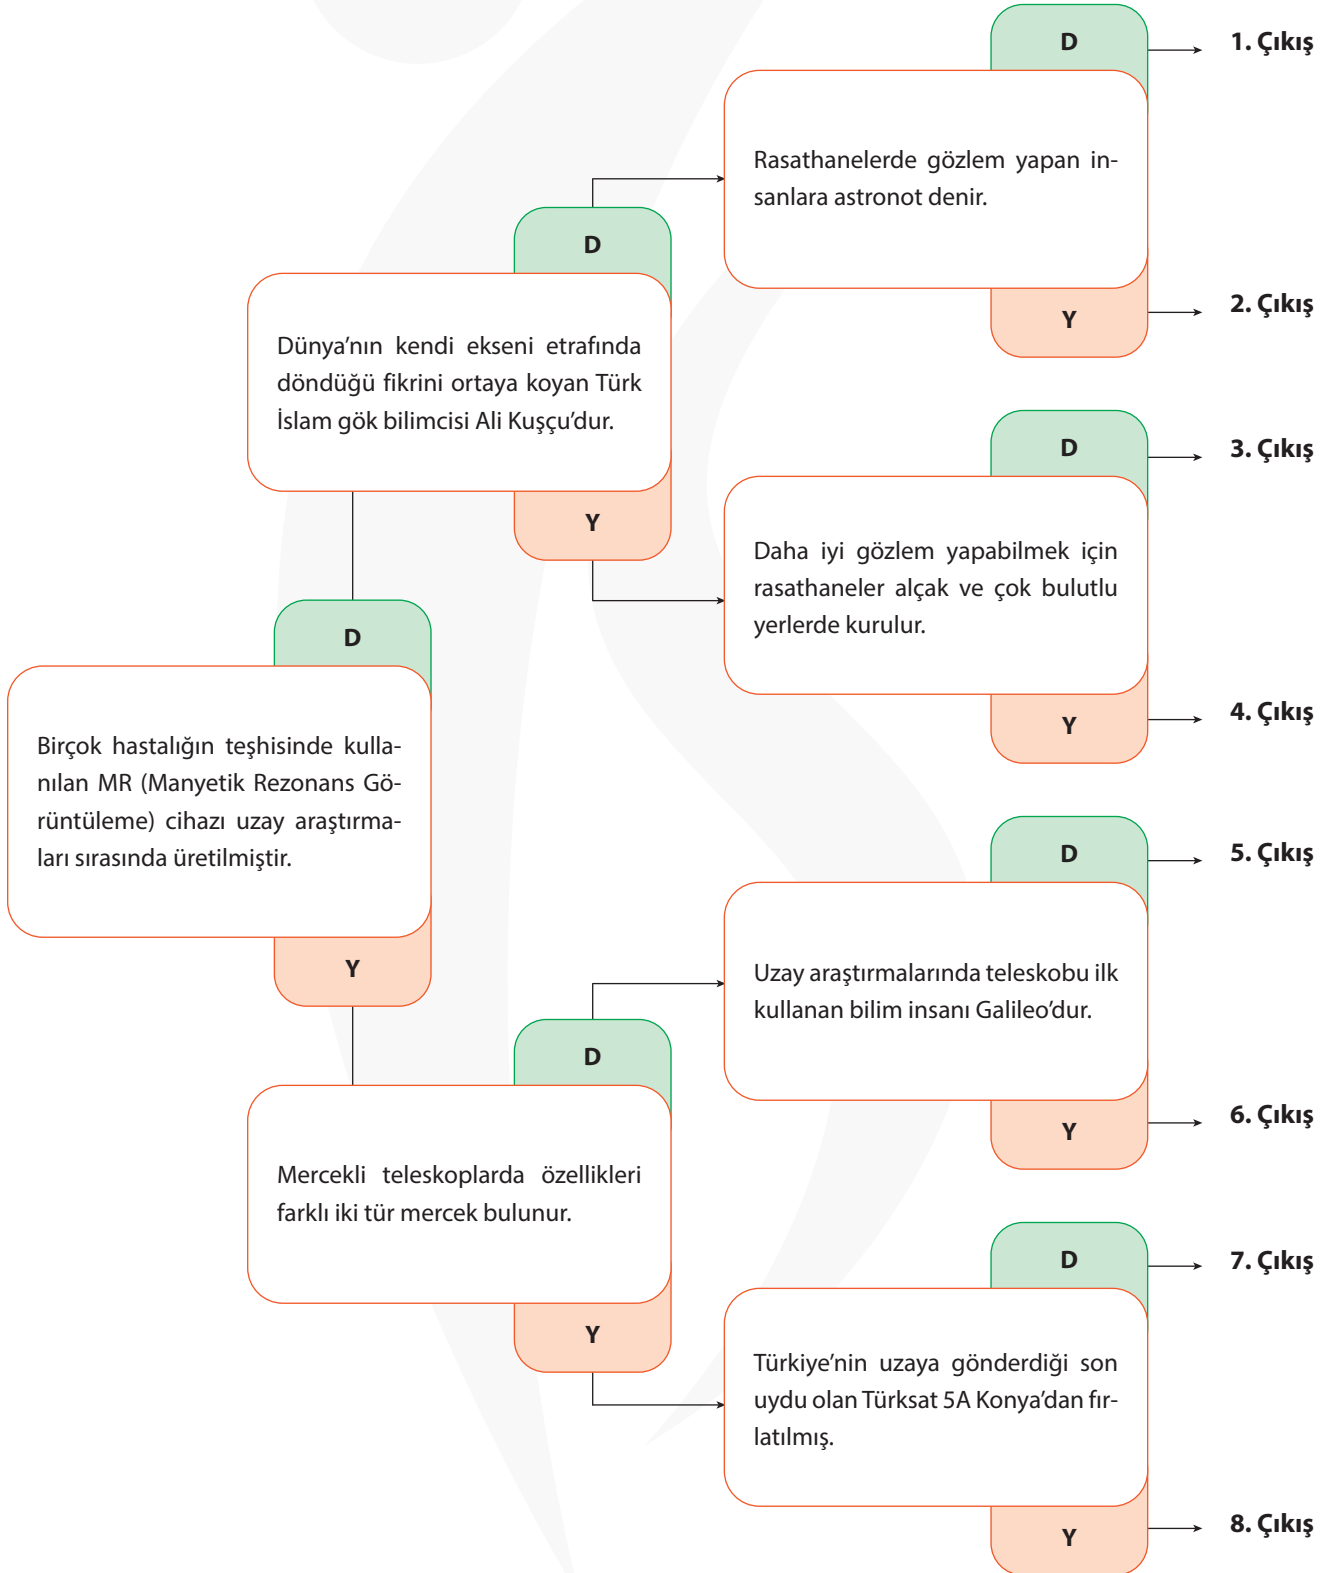 D
1. Çıkış
Rasathanelerde gözlem yapan in-
sanlara astronot denir.
Y
2. Çıkış
D
Dünya’nın kendi ekseni etrafında
döndüğü fikrini ortaya koyan Türk
İslam gök bilimcisi Ali Kuşçu’dur.
Y
D
3. Çıkış
Daha iyi gözlem yapabilmek için
rasathaneler alçak ve çok bulutlu
yerlerde kurulur.
Y
4. Çıkış
D
Birçok hastalığın teşhisinde kulla-
nılan MR (Manyetik Rezonans Gö-
rüntüleme) cihazı uzay araştırma-
ları sırasında üretilmiştir.
Y
D
5. Çıkış
Uzay araştırmalarında teleskobu ilk
kullanan bilim insanı Galileo’dur.
Y
6. Çıkış
D
Mercekli teleskoplarda özellikleri
farklı iki tür mercek bulunur.
Y
D
7. Çıkış
Türkiye’nin uzaya gönderdiği son
uydu olan Türksat 5A Konya’dan fır-
latılmış.
Y
8. Çıkış